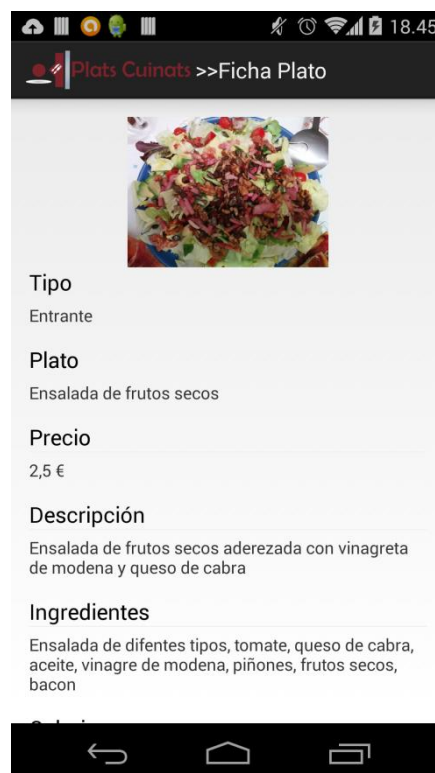 18.45
Plats Cuinats >>Ficha Plato
Tipo
Entrante
Plato
Ensalada de frutos secos
Precio
2,5 €
Descripción
Ensalada de frutos secos aderezada con vinagreta
de modena y queso de cabra
Ingredientes
Ensalada de difentes tipos, tomate, queso de cabra,
aceite, vinagre de modena, piñones, frutos secos,
bacon